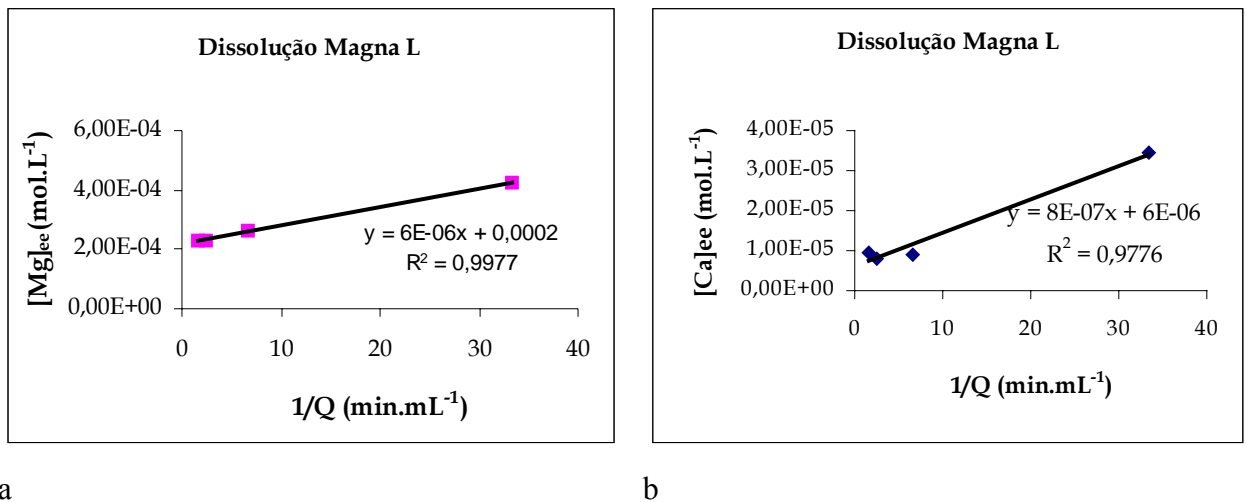 Dissolução Magna L
[Mg]ee (mol.L⁻¹)
6,00E-04
4,00E-04
2,00E-04
0,00E+00
y = 6E-06x + 0,0002
R² = 0,9977
0 10 20 30 40
1/Q (min.mL⁻¹)
a
Dissolução Magna L
[Ca]ee (mol.L⁻¹)
4,00E-05
3,00E-05
2,00E-05
1,00E-05
0,00E+00
y = 8E-07x + 6E-06
R² = 0,9776
0 10 20 30 40
1/Q (min.mL⁻¹)
b